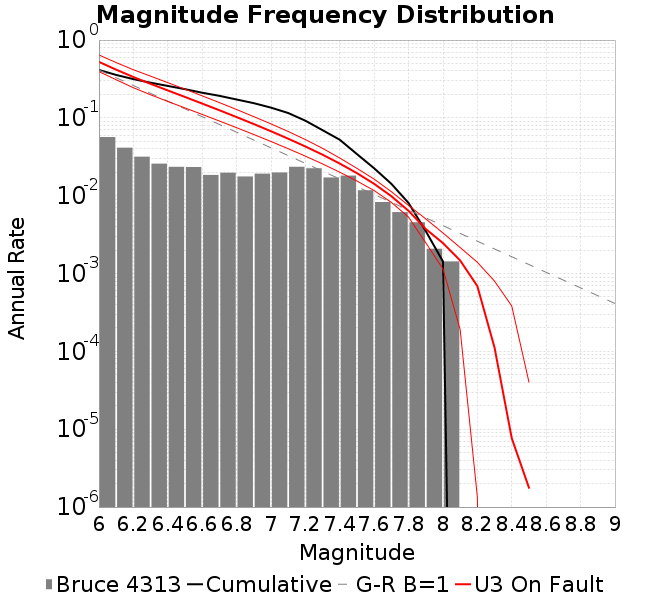 Magnitude Frequency Distribution
10^0
10^-1
10^-2
10^-3
10^-4
10^-5
10^-6
Annual Rate
6 6.2 6.4 6.6 6.8 7 7.2 7.4 7.6 7.8 8 8.2 8.4 8.6 8.8 9
Magnitude
Bruce 4313 Cumulative G-R B=1 U3 On Fault